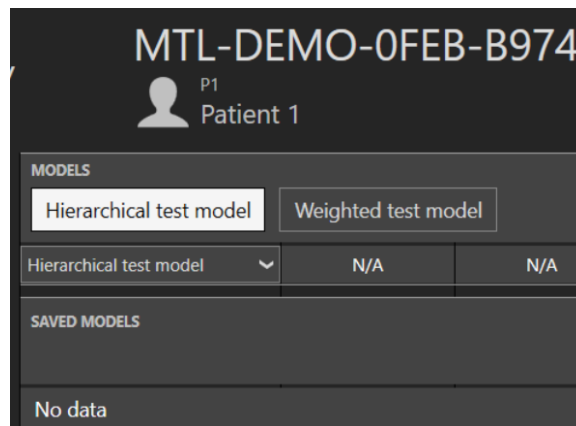 MTL-DEMO-0FEB-B974
P1
Patient 1
MODELS
Hierarchical test model
Weighted test model
Hierarchical test model N/A N/A
SAVED MODELS
No data